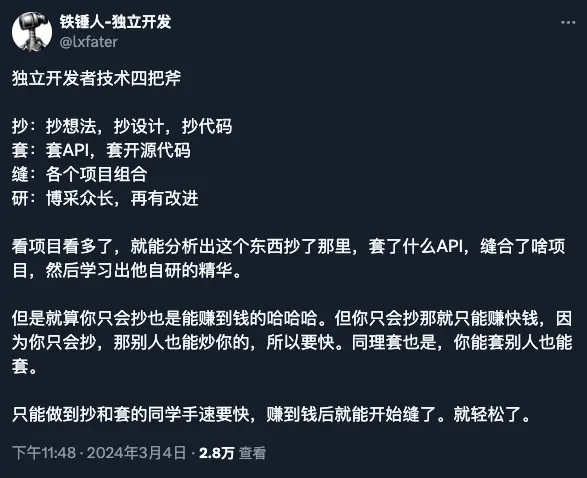 铁锤人-独立开发
@lxfater
独立开发者技术四把斧
抄：抄想法，抄设计，抄代码
套：套API，套开源代码
缝：各个项目组合
研：博采众长，再有改进
看项目看多了，就能分析出这个东西抄了那里，套了什么API，缝合了啥项
目，然后学习出他自研的精华。
但是就算你只会抄也是能赚到钱的哈哈哈。但你只会抄那就只能赚快钱，因
为你只会抄，那别人也能炒你的，所以要快。同理套也是，你能套别人也能
套。
只能做到抄和套的同学手速要快，赚到钱后就能开始缝了。就轻松了。
下午11:48 · 2024年3月4日 · 2.8万 查看